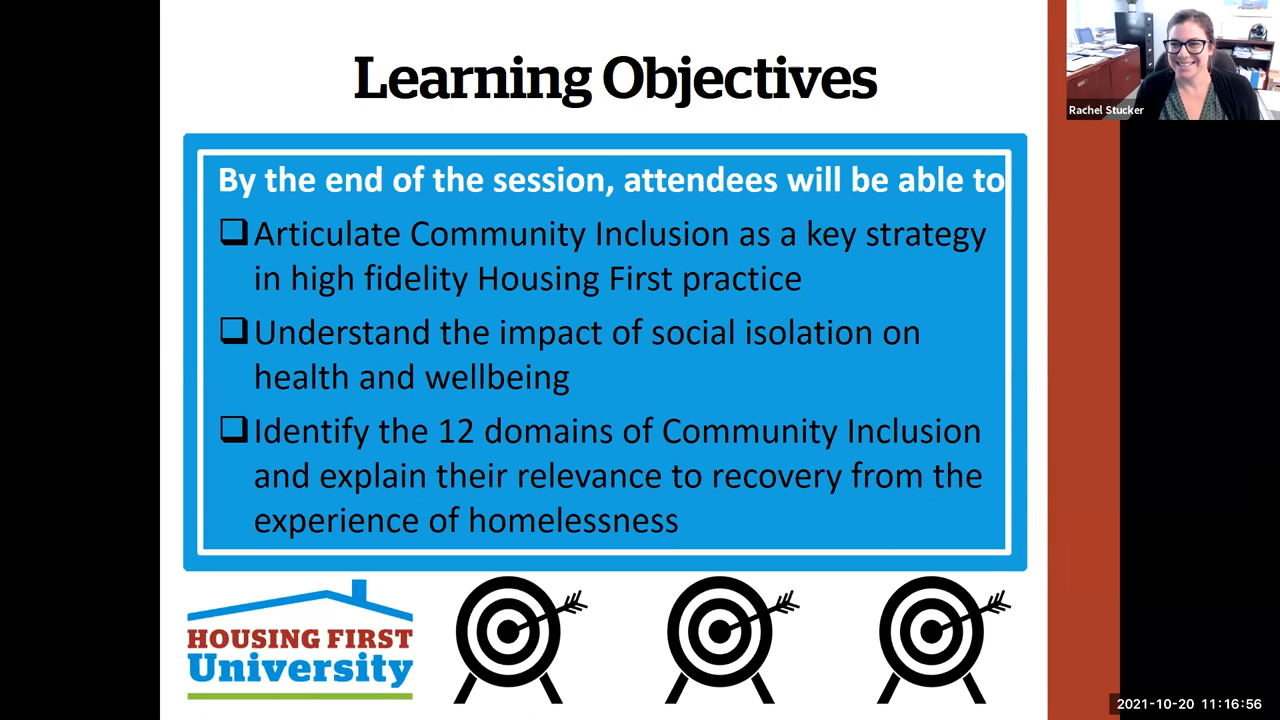 Learning Objectives
Rachel Stucker
By the end of the session, attendees will be able to
Articulate Community Inclusion as a key strategy
in high fidelity Housing First practice
Understand the impact of social isolation on
health and wellbeing
Identify the 12 domains of Community Inclusion
and explain their relevance to recovery from the
experience of homelessness
HOUSING FIRST
University
2021-10-20 11:16:56